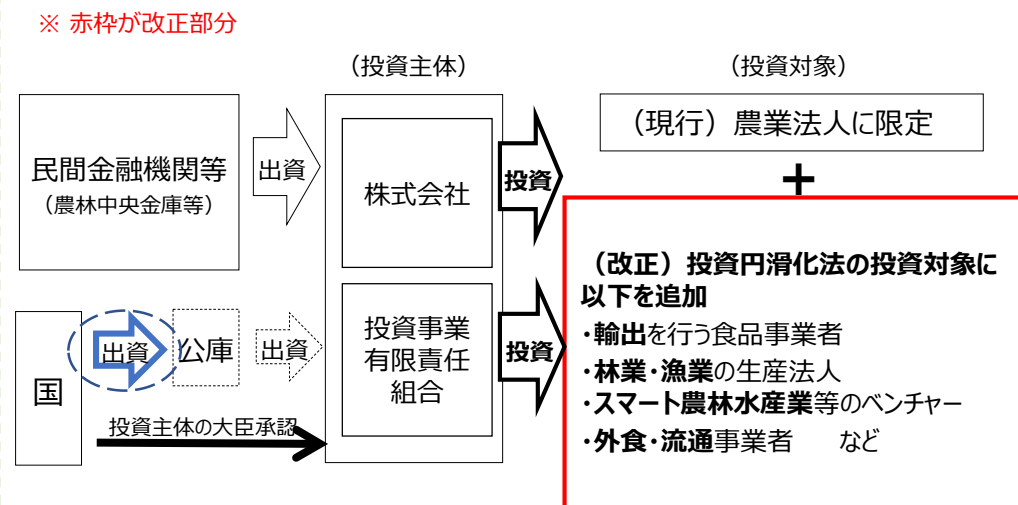 ※ 赤枠が改正部分
（投資主体）
（投資対象）
民間金融機関等
（農林中央金庫等）
出資
株式会社
投資
（現行）農業法人に限定
＋
（改正）投資円滑化法の投資対象に
以下を追加
・輸出を行う食品事業者
・林業・漁業の生産法人
・スマート農林水産業等のベンチャー
・外食・流通事業者　　など
国
出資
公庫
出資
投資事業
有限責任
組合
投資
投資主体の大臣承認